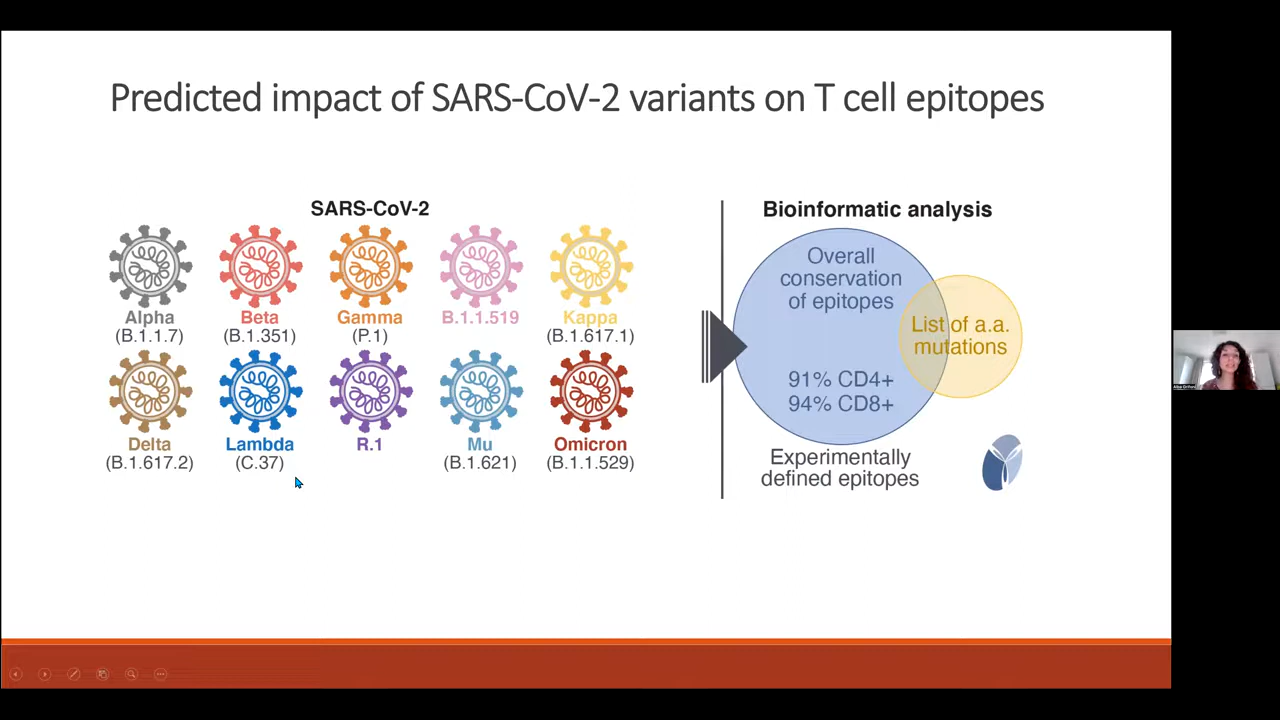 Predicted impact of SARS-CoV-2 variants on T cell epitopes
SARS-CoV-2
Alpha
(B.1.1.7)
Beta
(B.1.351)
Gamma
(P.1)
B.1.1.519
Kappa
(B.1.617.1)
Delta
(B.1.617.2)
Lambda
(C.37)
R.1
Mu
(B.1.621)
Omicron
(B.1.1.529)
Bioinformatic analysis
Overall
conservation
of epitopes
91% CD4+
94% CD8+
List of a.a.
mutations
Experimentally
defined epitopes